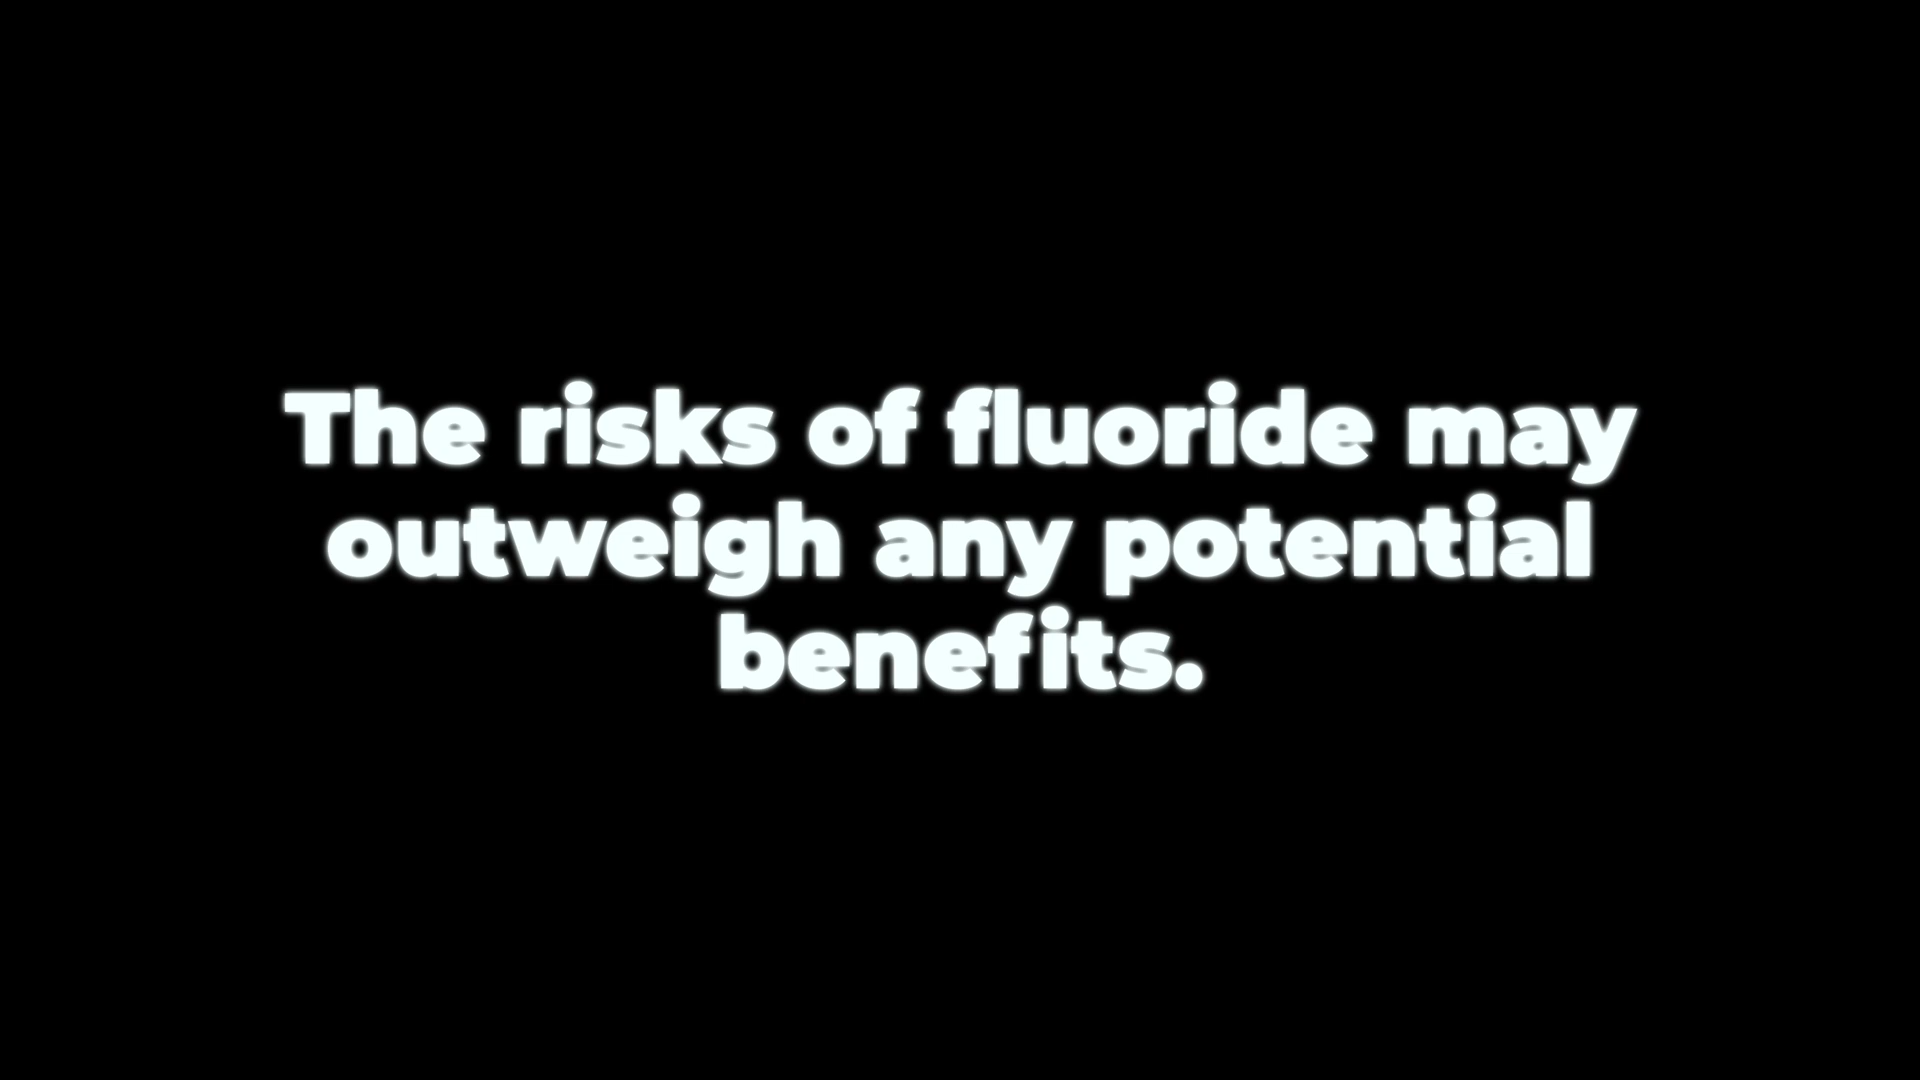 The risks of fluoride may
outweigh any potential
benefits.